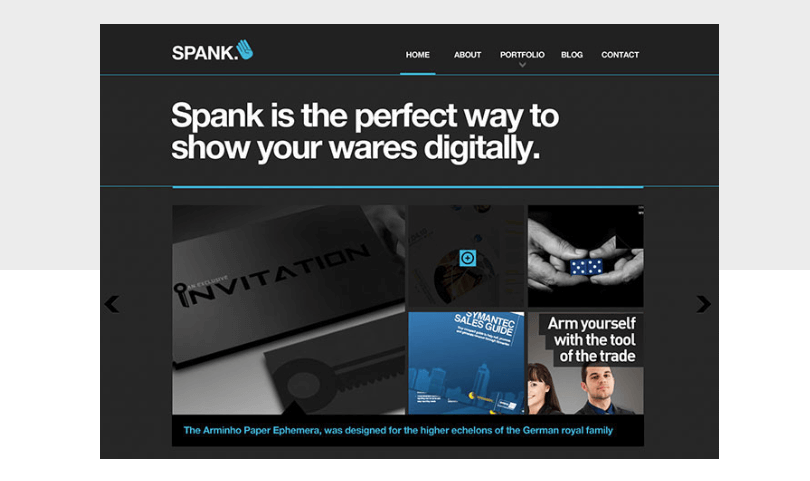 SPANK.
HOME ABOUT PORTFOLIO BLOG CONTACT
Spank is the perfect way to
show your wares digitally.
AN EXCLUSIVE
INVITATION
SYMANTEC
SALES GUIDE
Arm yourself
with the tool
of the trade
The Arminho Paper Ephemera, was designed for the higher echelons of the German royal family